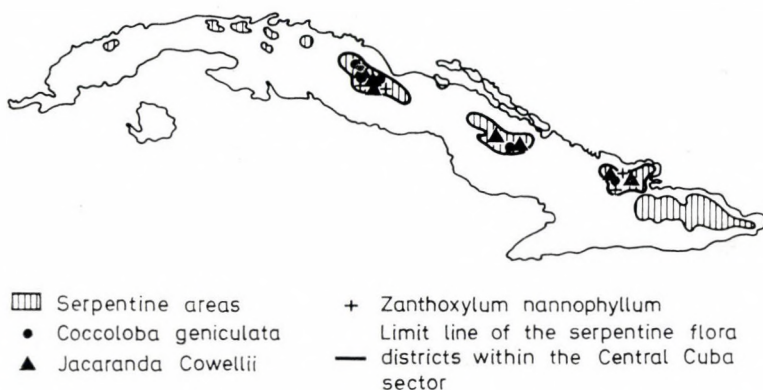 Serpentine areas
Coccoloba geniculata
Jacaranda Cowellii
+ Zanthoxylum nannophyllum
Limit line of the serpentine flora
districts within the Central Cuba
sector